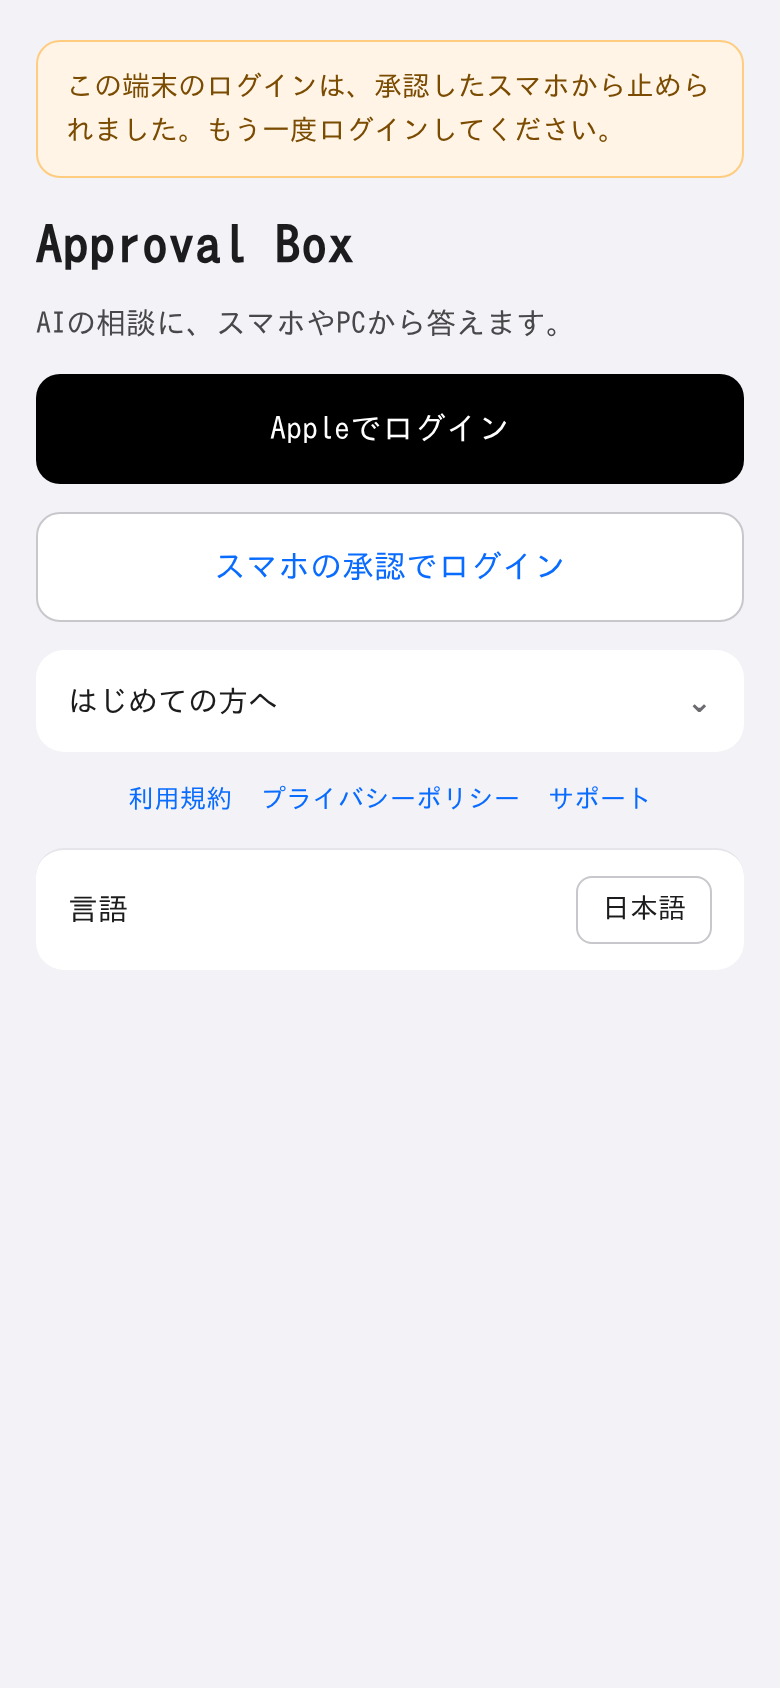 この端末のログインは、承認したスマホから止めら
れました。もう一度ログインしてください。
Approval Box
AIの相談に、スマホやPCから答えます。
Appleでログイン
スマホの承認でログイン
はじめての方へ
利用規約 プライバシーポリシー サポート
言語 日本語